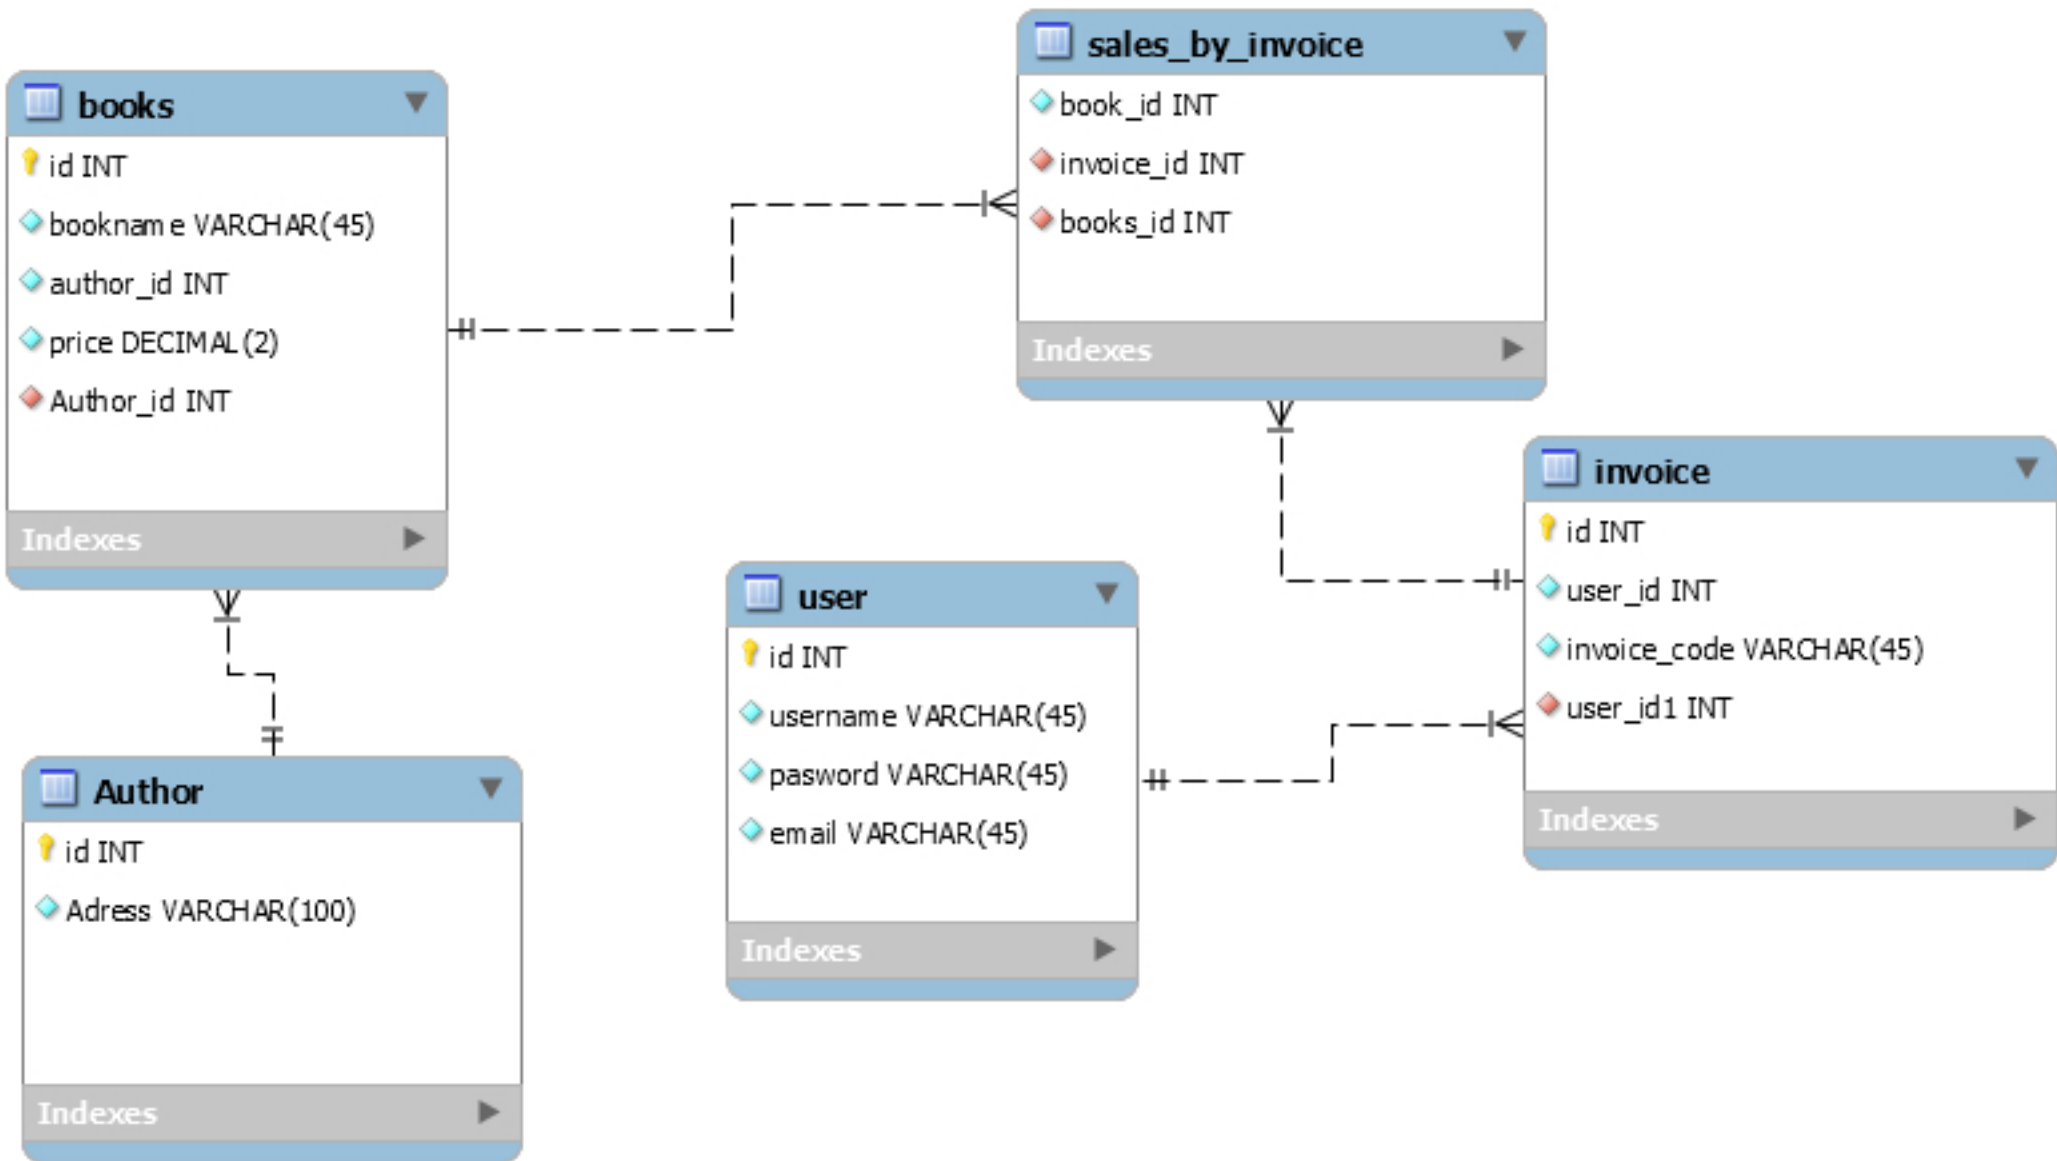 books
id INT
bookname VARCHAR(45)
author_id INT
price DECIMAL(2)
Author_id INT
Indexes
sales_by_invoice
book_id INT
invoice_id INT
books_id INT
Indexes
invoice
id INT
user_id INT
invoice_code VARCHAR(45)
user_id1 INT
Indexes
user
id INT
username VARCHAR(45)
pasword VARCHAR(45)
email VARCHAR(45)
Indexes
Author
id INT
Adress VARCHAR(100)
Indexes